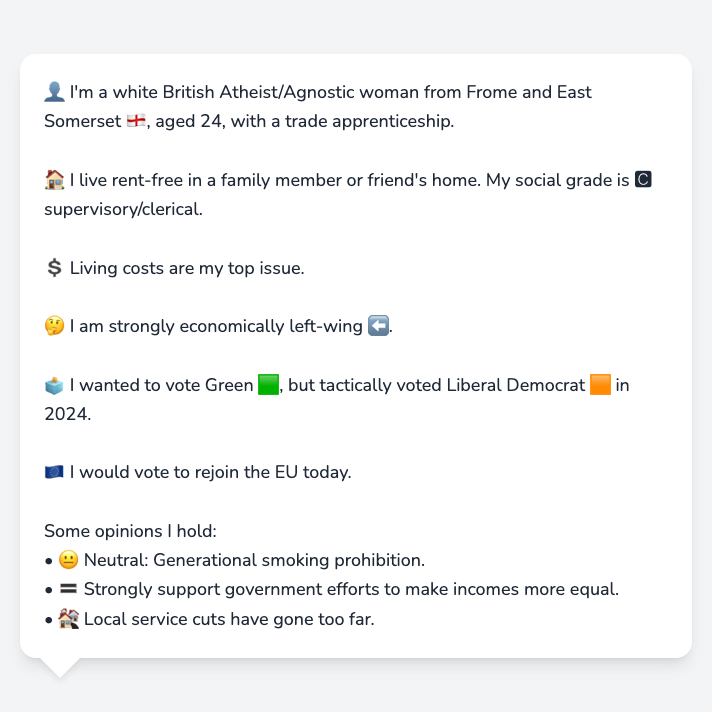 👤 I'm a white British Atheist/Agnostic woman from Frome and East
Somerset 🏴󠁧󠁢󠁥󠁮󠁧󠁿, aged 24, with a trade apprenticeship.
🏠 I live rent-free in a family member or friend's home. My social grade is 🅲
supervisory/clerical.
💲 Living costs are my top issue.
🤔 I am strongly economically left-wing ⬅️.
🗳️ I wanted to vote Green 🟩, but tactically voted Liberal Democrat 🟧 in
2024.
🇪🇺 I would vote to rejoin the EU today.
Some opinions I hold:
• 😐 Neutral: Generational smoking prohibition.
• 🟰 Strongly support government efforts to make incomes more equal.
• 🏚️ Local service cuts have gone too far.